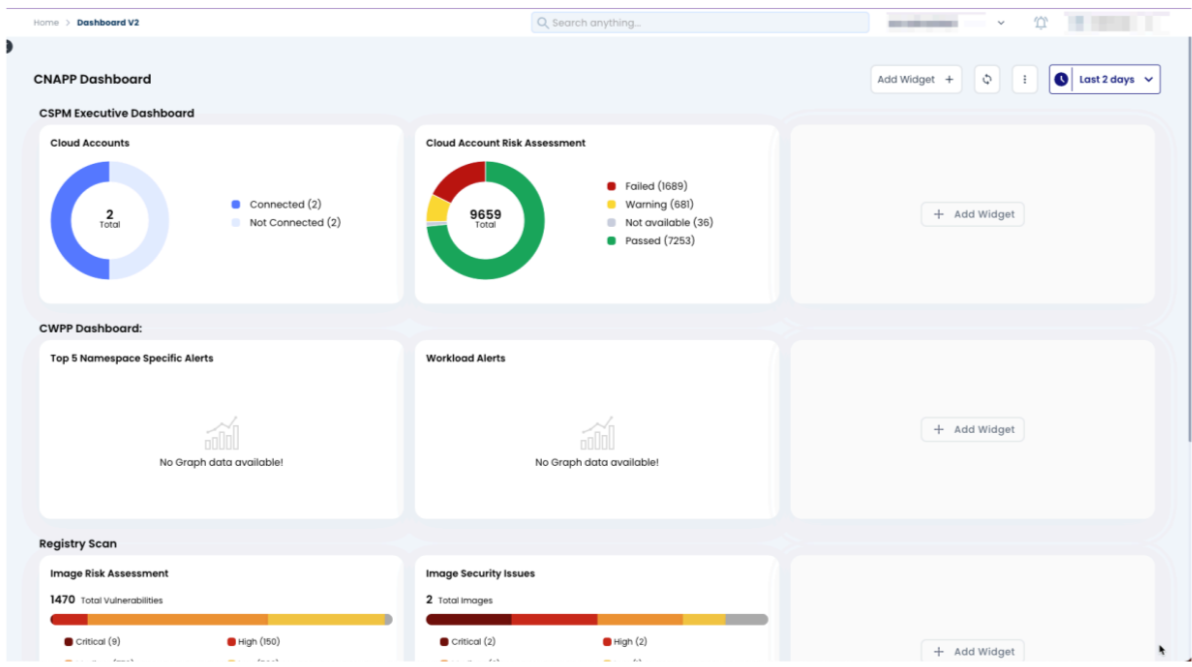 Home > Dashboard V2
Search anything...
CNAPP Dashboard
Add Widget +
Last 2 days
CSPM Executive Dashboard
Cloud Accounts
2
Total
Connected (2)
Not Connected (2)
Cloud Account Risk Assessment
9659
Total
Failed (1689)
Warning (681)
Not available (36)
Passed (7253)
+ Add Widget
CWPP Dashboard:
Top 5 Namespace Specific Alerts
No Graph data available!
Workload Alerts
No Graph data available!
+ Add Widget
Registry Scan
Image Risk Assessment
1470 Total Vulnerabilities
Critical (9)
High (150)
Image Security Issues
2 Total Images
Critical (2)
High (2)
+ Add Widget